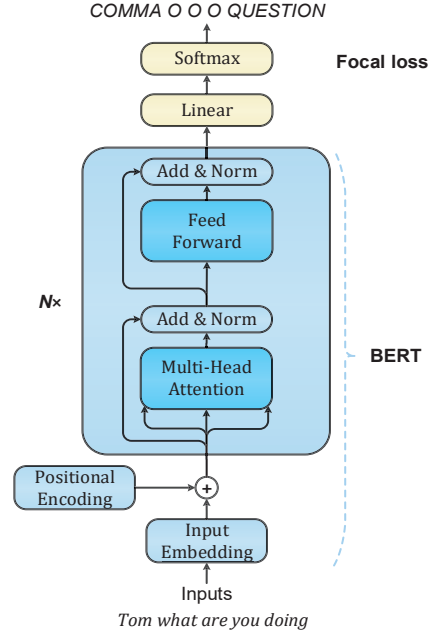 COMMA O O O QUESTION
Softmax
Focal loss
Linear
Add & Norm
Feed
Forward
N×
Add & Norm
BERT
Multi-Head
Attention
Positional
Encoding
+
Input
Embedding
Inputs
Tom what are you doing